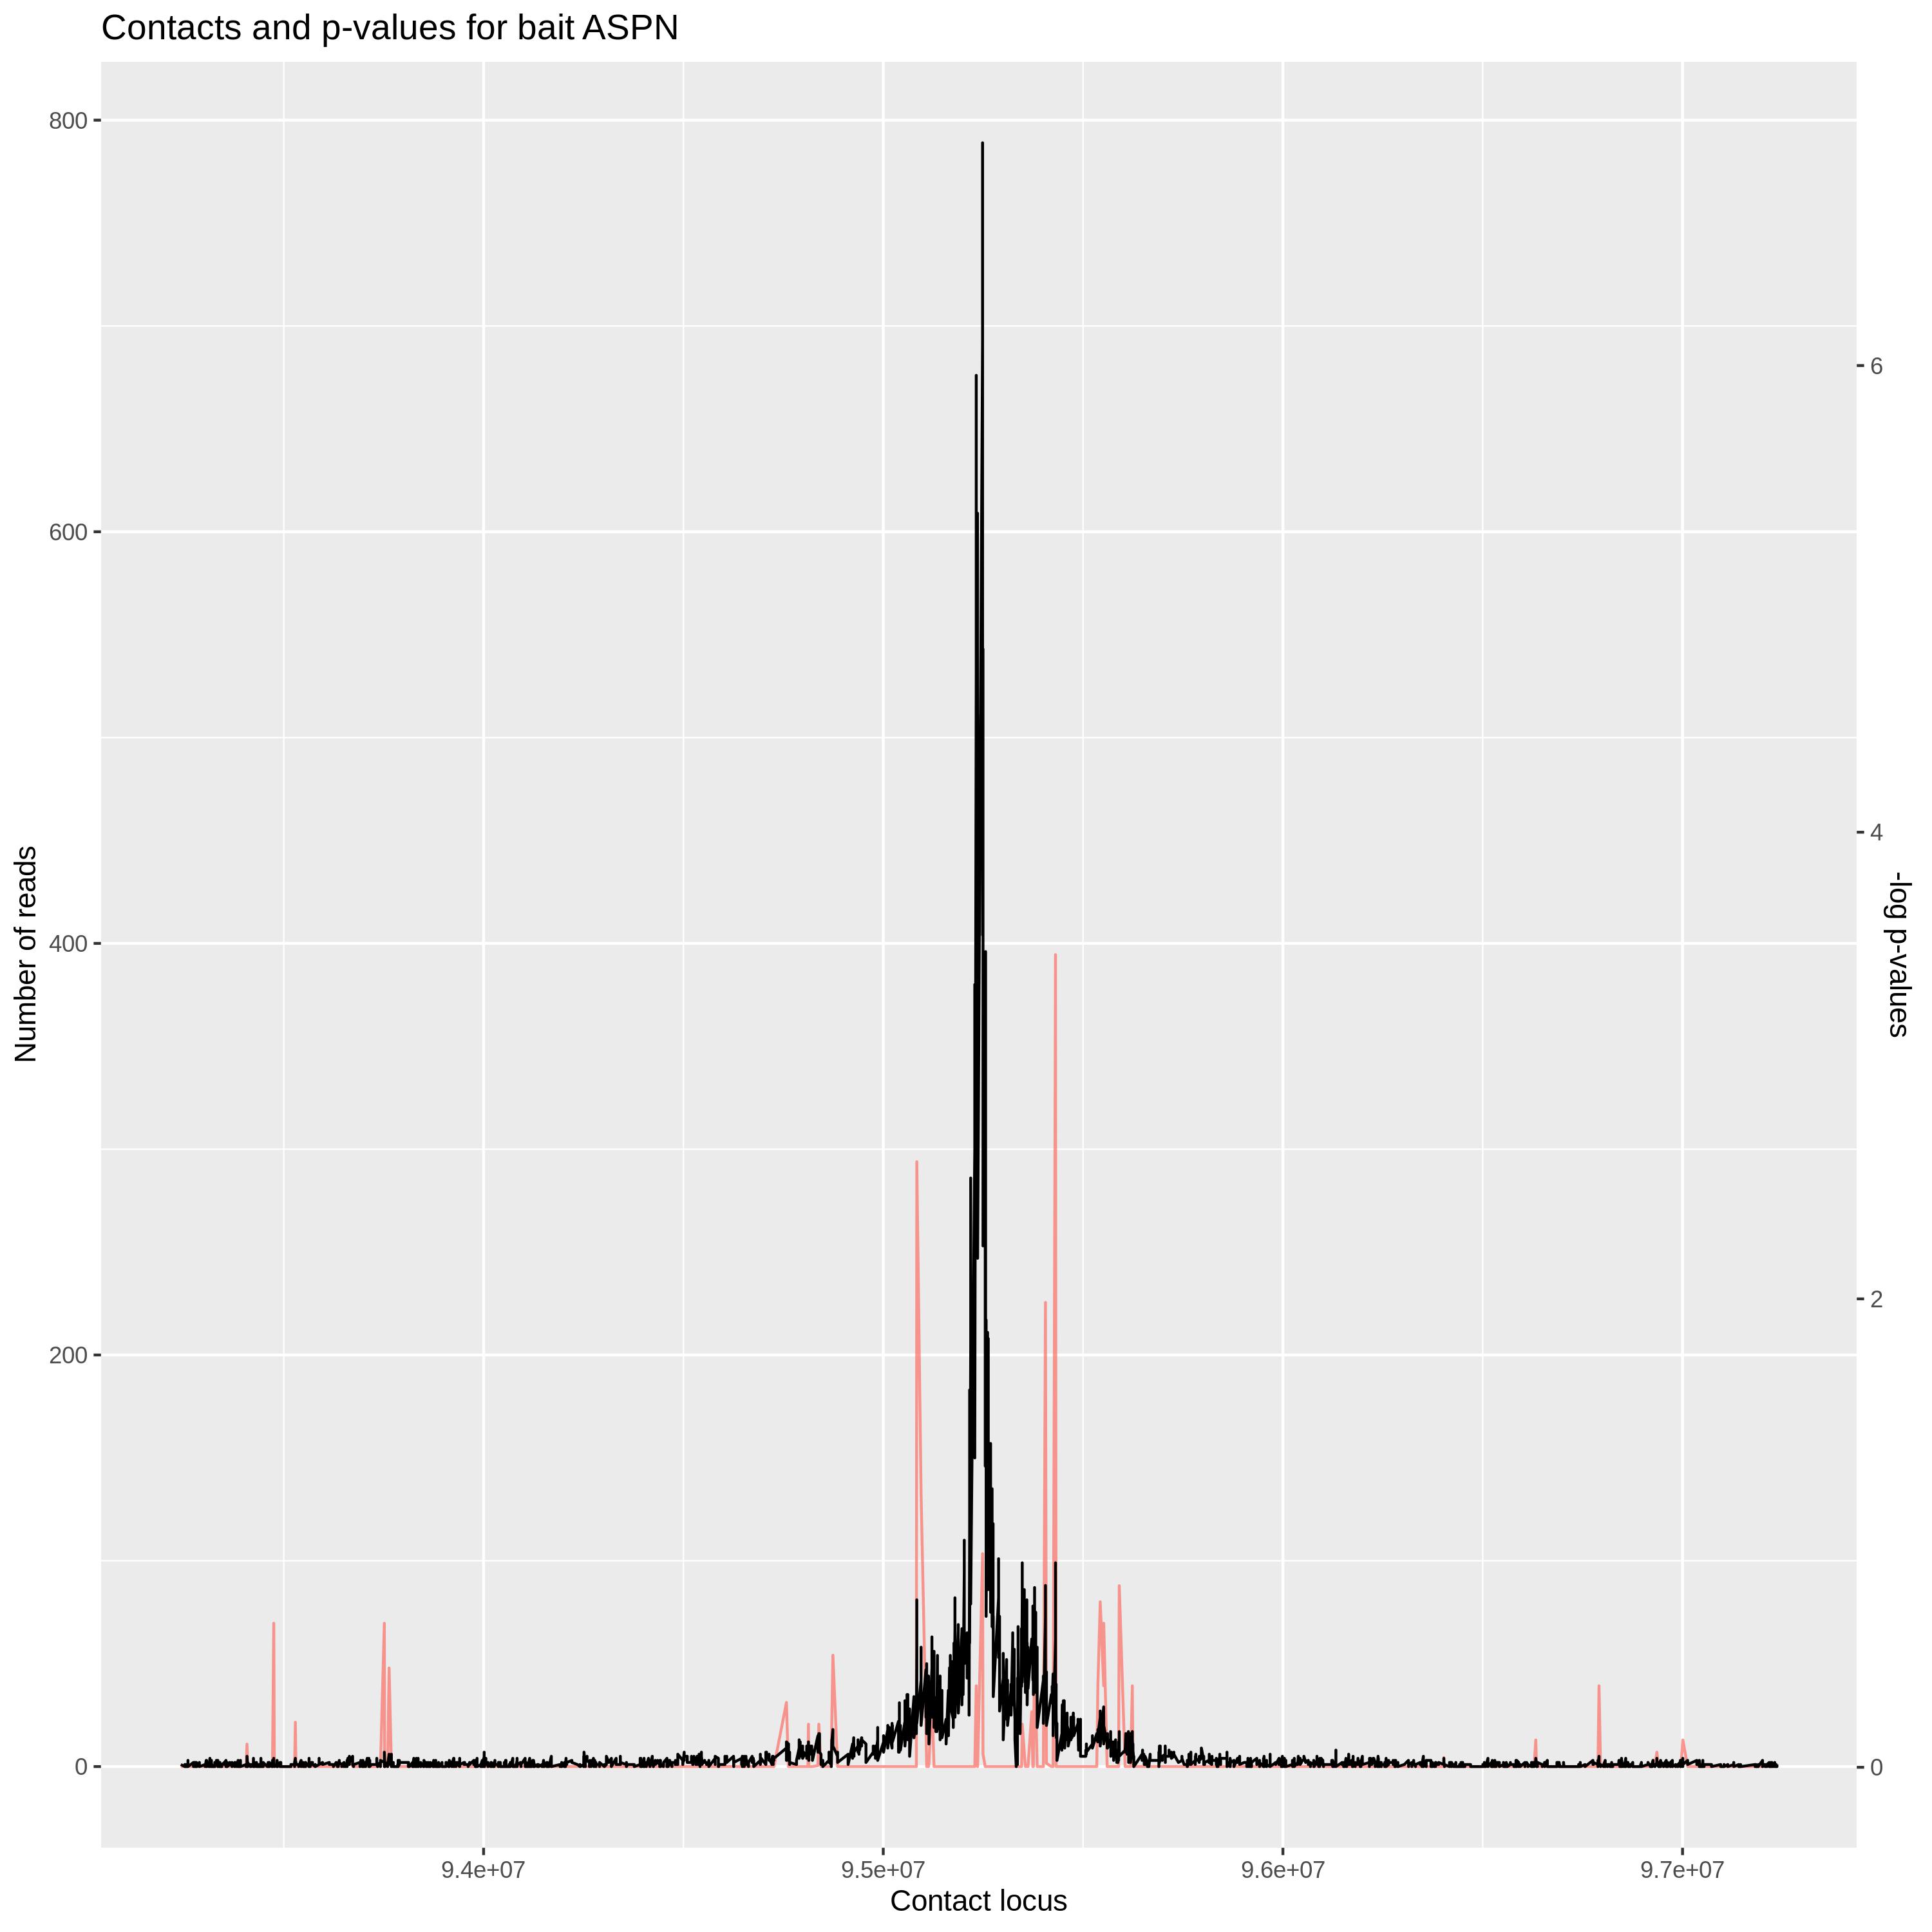 Contacts and p-values for bait ASPN
800
600
400
200
0
Number of reads
6
4
2
0
-log p-values
9.4e+07 9.5e+07 9.6e+07 9.7e+07
Contact locus